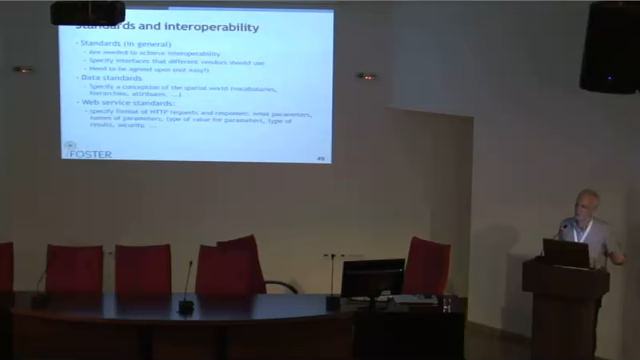 Standards and interoperability
- Standards (in general)
- Are needed to achieve interoperability
- Specify interfaces that different vendors should use
- Need to be agreed upon (not easy!)
- Data standards
- Specify a conception of the spatial world (vocabularies, hierarchies, attributes, ...)
- Web service standards:
- specify format of HTTP requests and responses: parameters,
names of parameters, (type of value for parameters), type of
results, security, ...
FOSTER